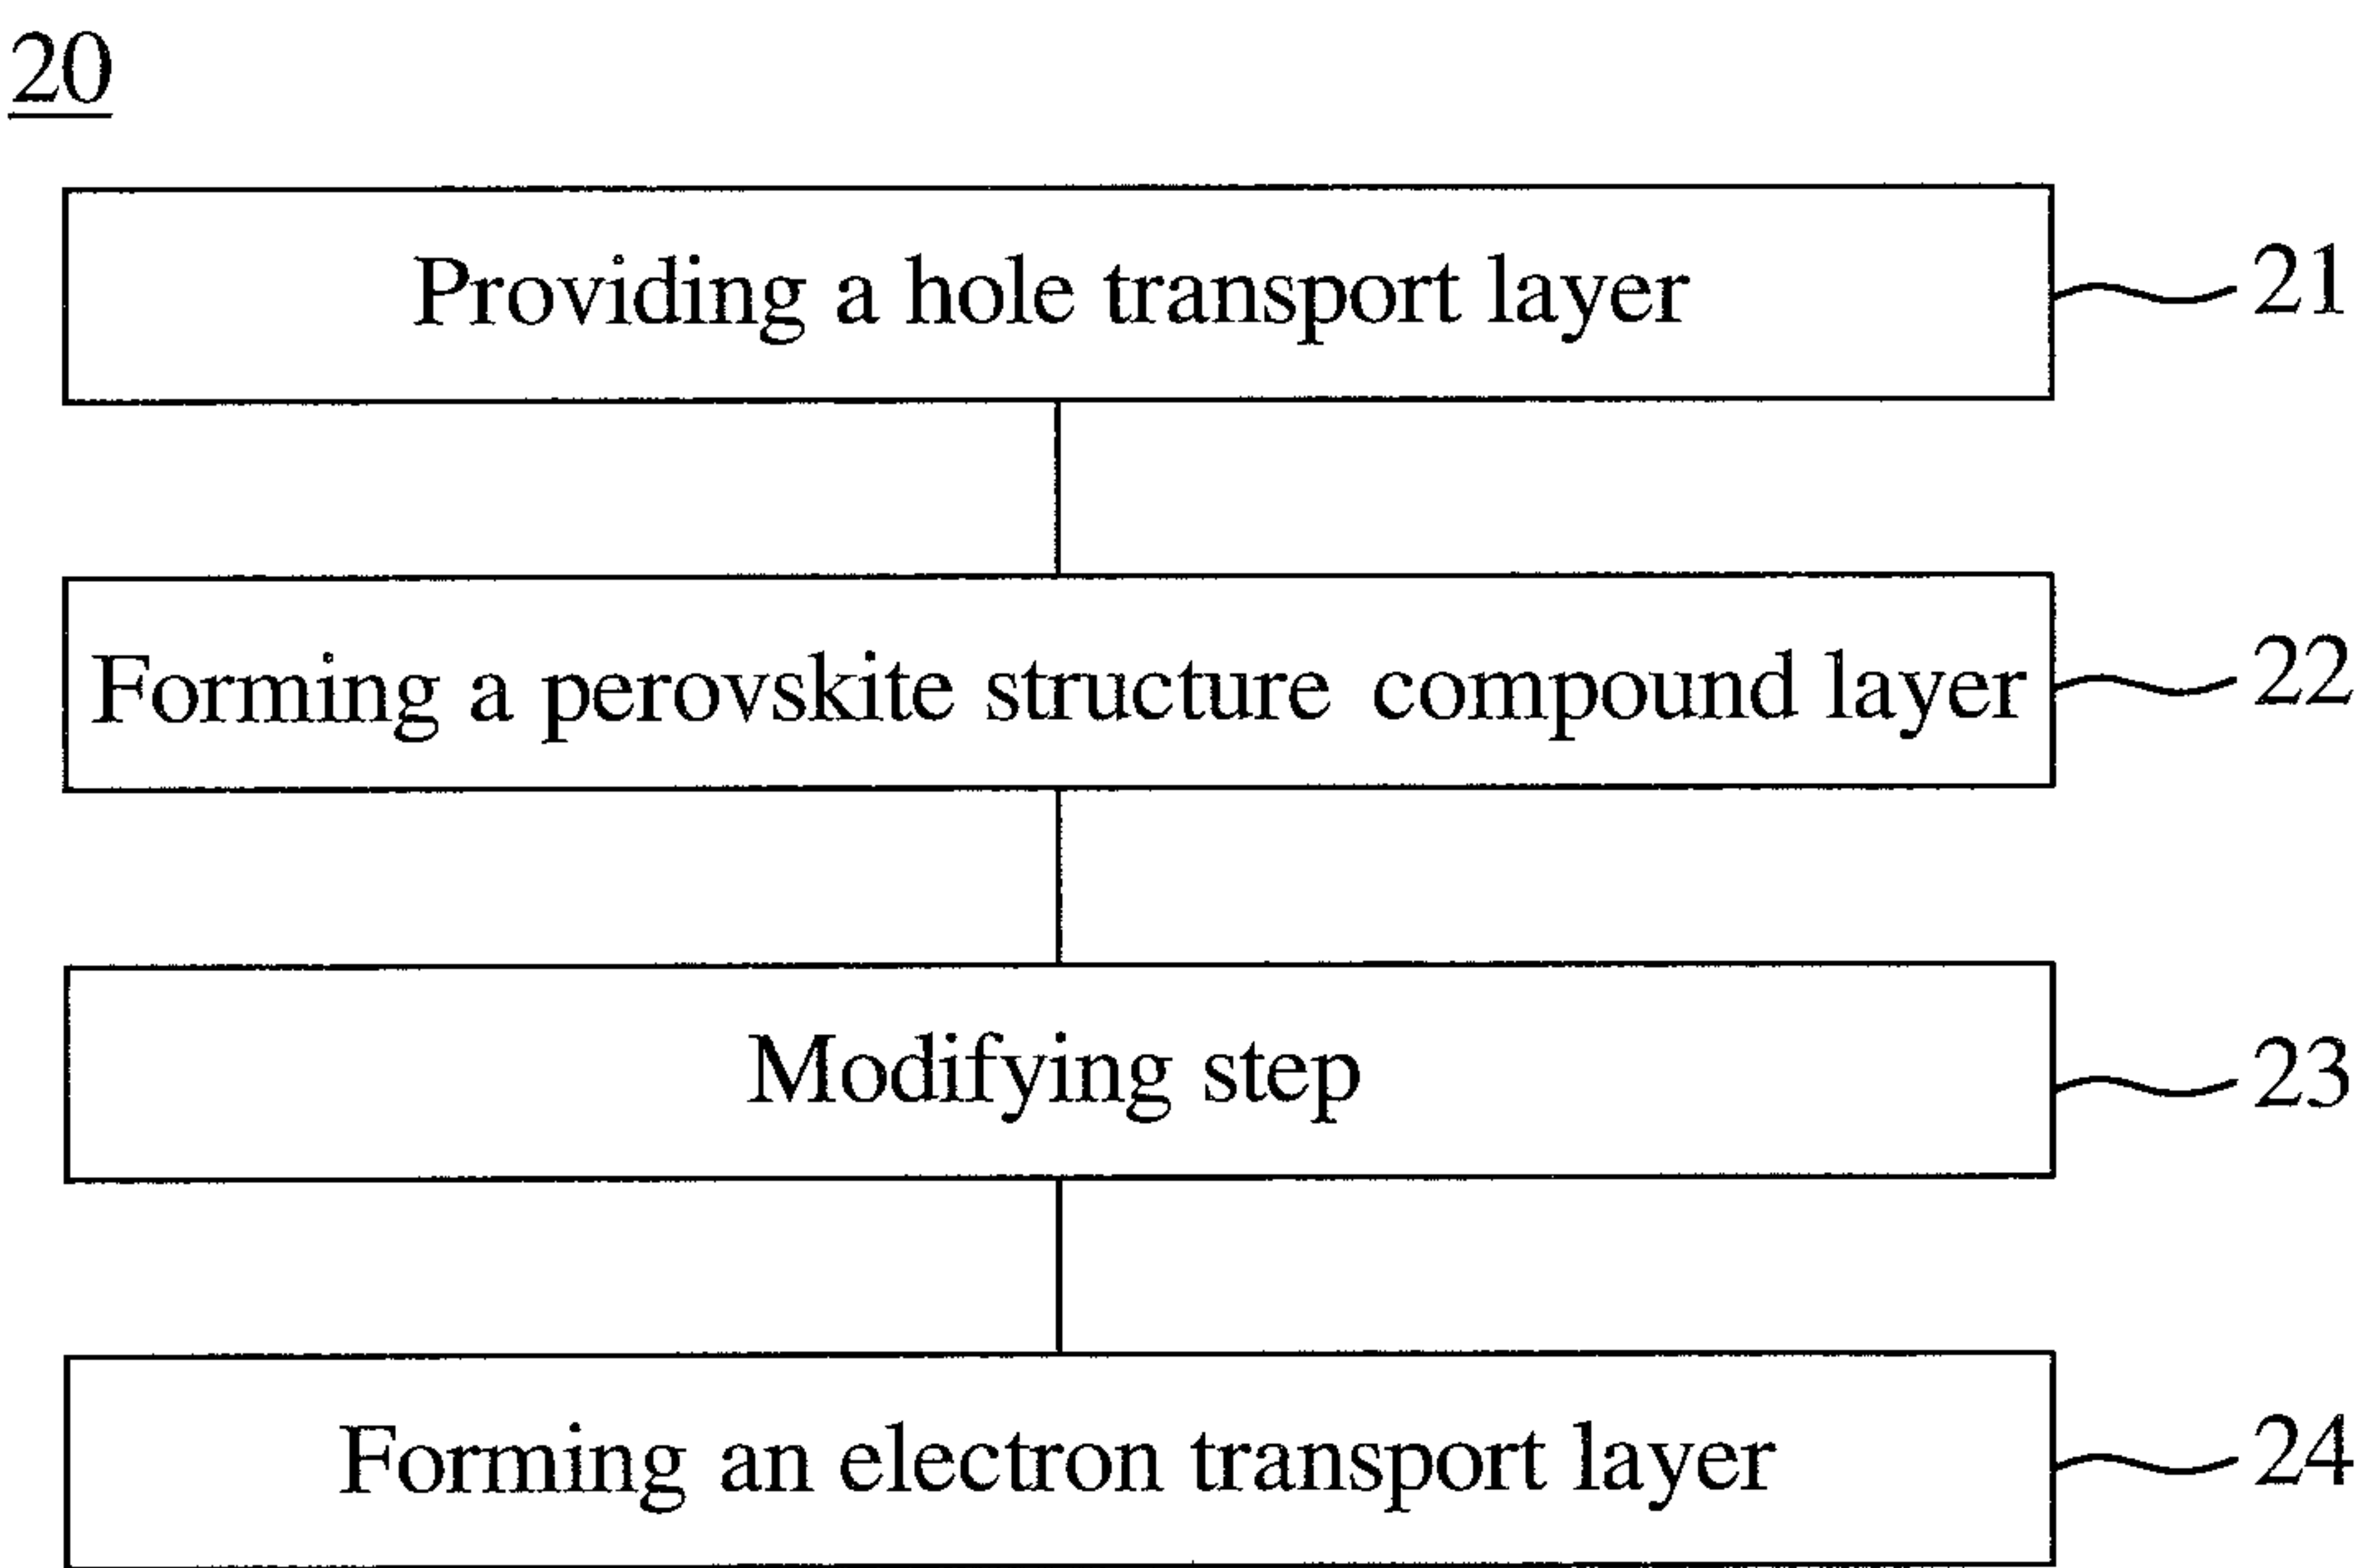 20
Providing a hole transport layer 21
Forming a perovskite structure compound layer 22
Modifying step 23
Forming an electron transport layer 24